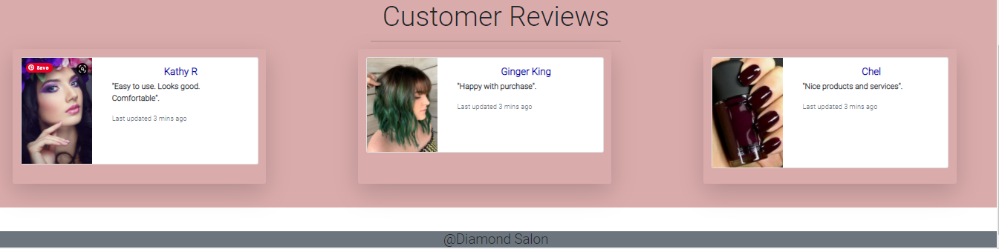 Customer Reviews
Save
Kathy R
"Easy to use. Looks good.
Comfortable".
Last updated 3 mins ago
Ginger King
"Happy with purchase".
Last updated 3 mins ago
Chel
"Nice products and services".
Last updated 3 mins ago
@Diamond Salon